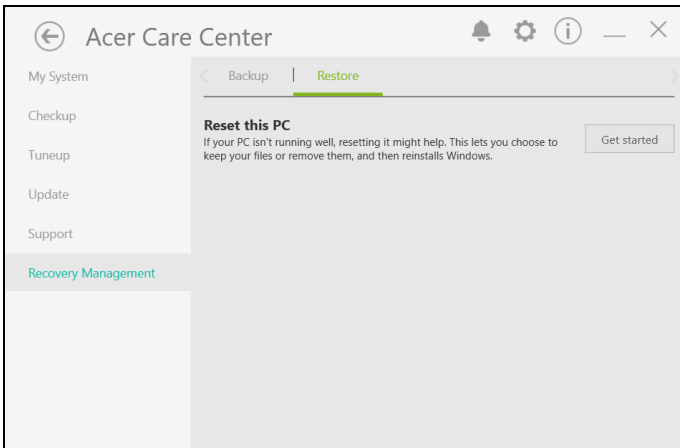 Acer Care Center
My System
Backup
Restore
Checkup
Reset this PC
If your PC isn't running well, resetting it might help. This lets you choose to
keep your files or remove them, and then reinstalls Windows.
Get started
Tuneup
Update
Support
Recovery Management